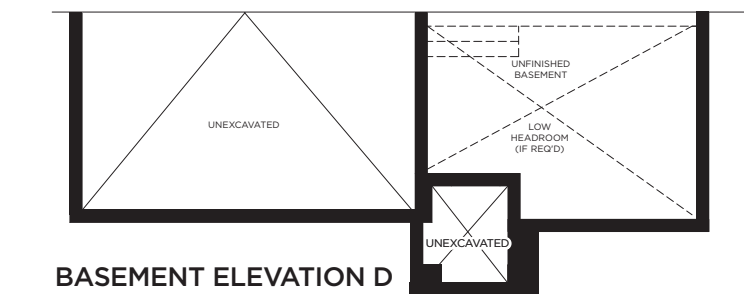 UNFINISHED
BASEMENT
UNEXCAVATED
LOW
HEADROOM
(IF REQ'D)
UNEXCAVATED
BASEMENT ELEVATION D